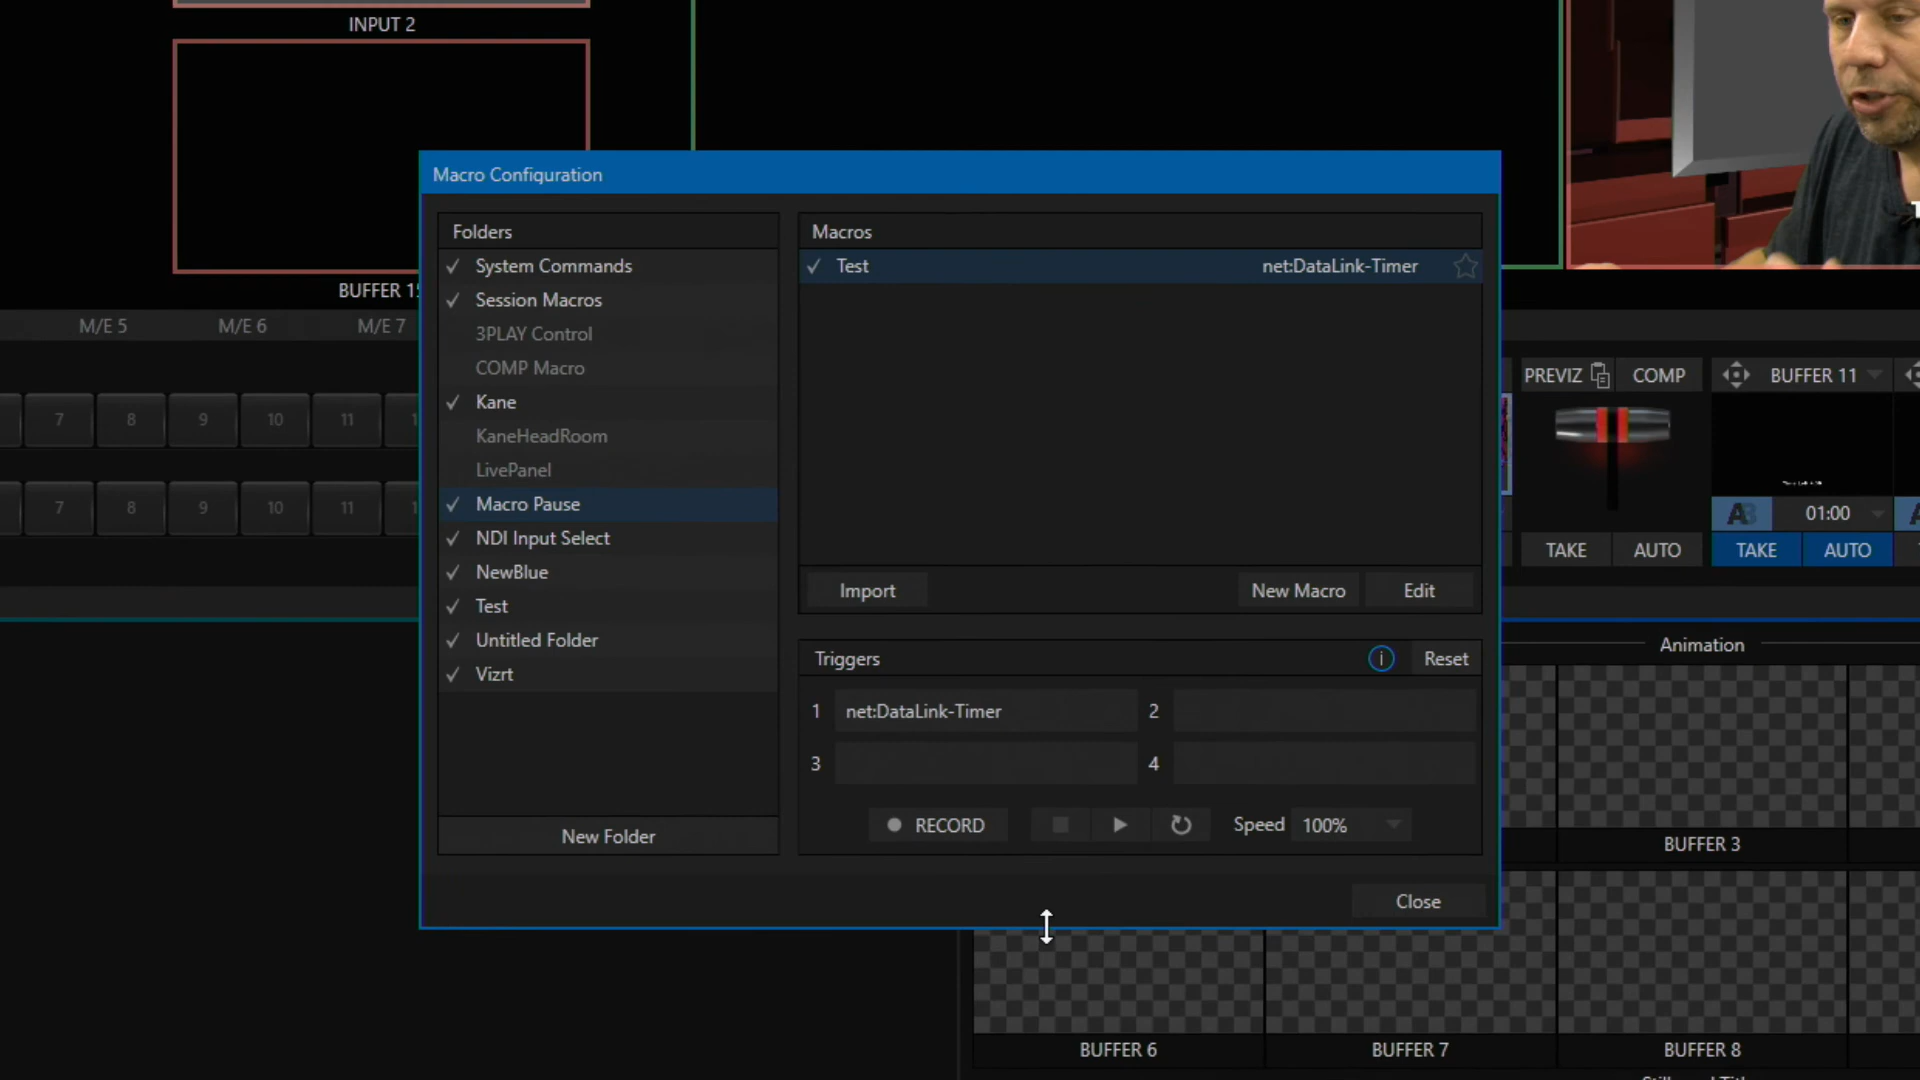 INPUT 2
BUFFER 15
M/E 5
M/E 6
M/E 7
7
8
9
10
11
7
8
9
10
11
Macro Configuration
Folders
System Commands
Session Macros
3PLAY Control
COMP Macro
Kane
KaneHeadRoom
LivePanel
Macro Pause
NDI Input Select
NewBlue
Test
Untitled Folder
Vizrt
New Folder
Macros
Test net:DataLink-Timer
Import
New Macro
Edit
Triggers
Reset
1 net:DataLink-Timer
2
3
4
RECORD
Speed 100%
Close
PREVIZ
COMP
BUFFER 11
01:00
TAKE
AUTO
TAKE
AUTO
Animation
BUFFER 3
BUFFER 6
BUFFER 7
BUFFER 8